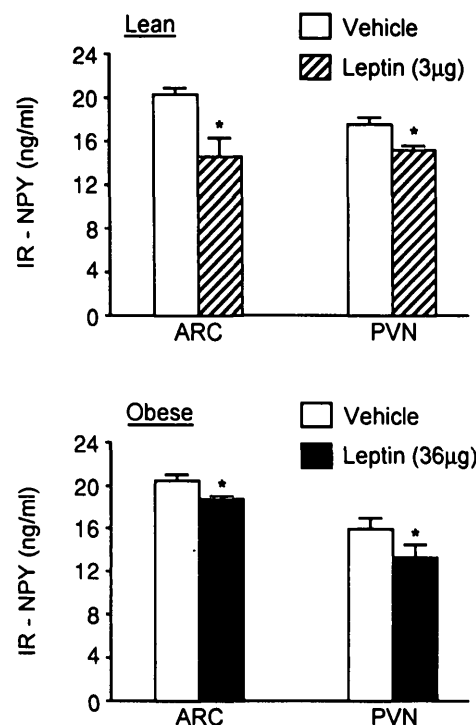 Lean
Vehicle
Leptin (3µg)
24
20
16
12
8
4
0
IR - NPY (ng/ml)
*
*
ARC
PVN
Obese
Vehicle
Leptin (36µg)
24
20
16
12
8
4
0
IR - NPY (ng/ml)
*
*
ARC
PVN